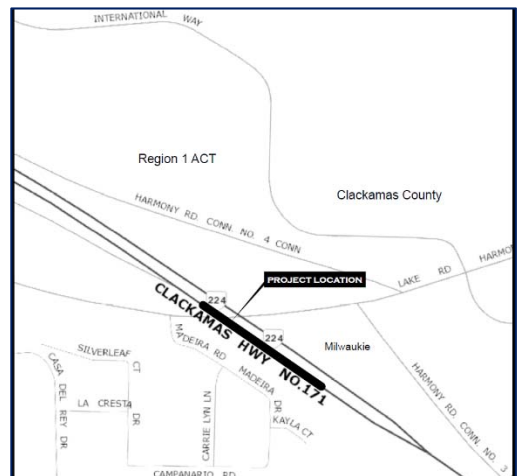 INTERNATIONAL WAY
Region 1 ACT
Clackamas County
HARMONY RD. CONN. NO. 4 CONN
LAKE RD
HARMO
PROJECT LOCATION
224
CLACKAMAS HWY NO.171
224
Milwaukie
MADEIRA RD
MADEIRA DR
SILVERLEAF CT
DR
CASA DEL REY DR
LA CRESTA
CARRIE LYN LN
KAYLA CT
HARMONY RD. CONN. NO. 3
CAMPANARIO RD